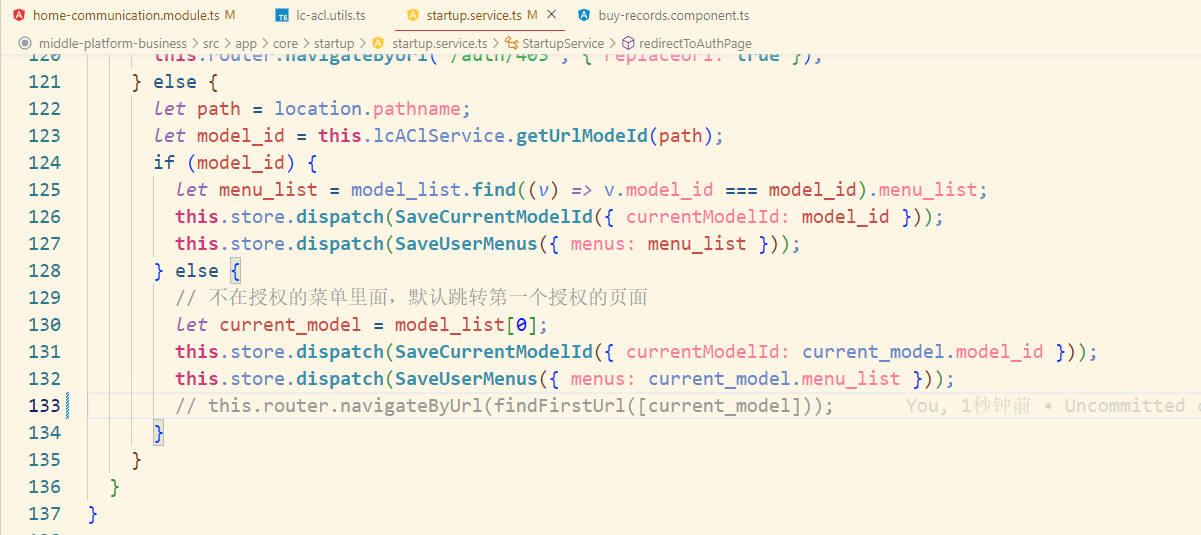 home-communication.module.ts M lc-acl.utils.ts startup.service.ts M buy-records.component.ts
middle-platform-business > src > app > core > startup > startup.service.ts > StartupService > redirectToAuthPage
120 this.router.navigateByUrl('/auth/403', { replaceUrl: true });
121 } else {
122 let path = location.pathname;
123 let model_id = this.lcAClService.getUrlModeId(path);
124 if (model_id) {
125 let menu_list = model_list.find((v) => v.model_id === model_id).menu_list;
126 this.store.dispatch(SaveCurrentModelId({ currentModelId: model_id }));
127 this.store.dispatch(SaveUserMenus({ menus: menu_list }));
128 } else {
129 // 不在授权的菜单里面，默认跳转第一个授权的页面
130 let current_model = model_list[0];
131 this.store.dispatch(SaveCurrentModelId({ currentModelId: current_model.model_id }));
132 this.store.dispatch(SaveUserMenus({ menus: current_model.menu_list }));
133 // this.router.navigateByUrl(findFirstUrl([current_model])); You, 1秒钟前 • Uncommitted
134 }
135 }
136 }
137 }